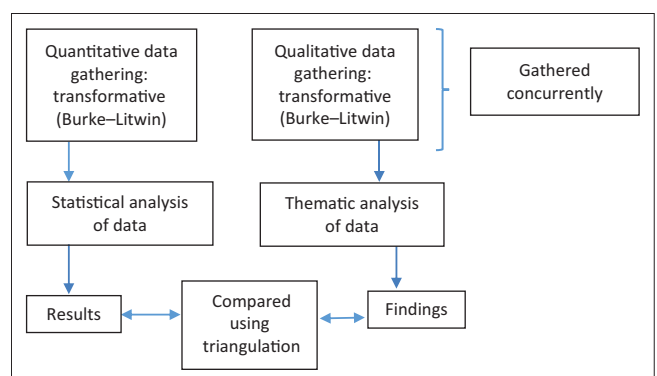 Quantitative data
gathering:
transformative
(Burke–Litwin)
Qualitative data
gathering:
transformative
(Burke–Litwin)
Gathered
concurrently
Statistical analysis
of data
Thematic analysis
of data
Results
Compared
using
triangulation
Findings